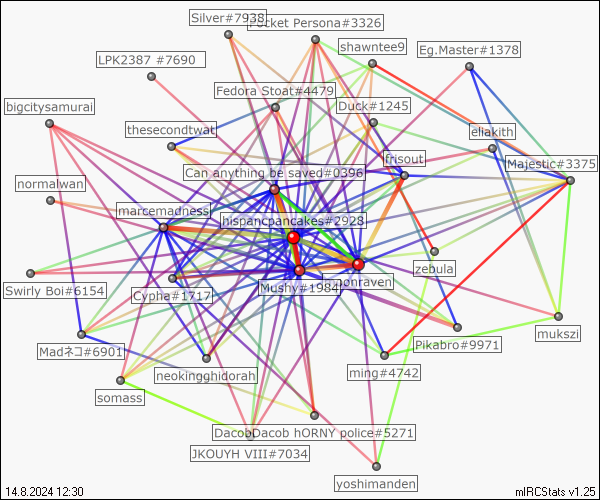 Silver#7938
Pocket Persona#3326
shawntee9
Eg.Master#1378
LPK2387 #7690
Fedora Stoat#4479
bigcitysamurai
Duck#1245
thesecondtwat
eliakith
frisout
Majestic#3375
Can anything be saved#0396
normalwan
marcemadness
hispancpancakes#2928
zebula
Swirly Boi#6154
Cypha#1717
Mushy#1984
mukszi
Pikabro#9971
Madネコ#6901
neokingghidorah
ming#4742
somass
DacobDacob hORNY police#5271
JKOUYH VIII#7034
yoshimanden
14.8.2024 12:30
mIRCStats v1.25